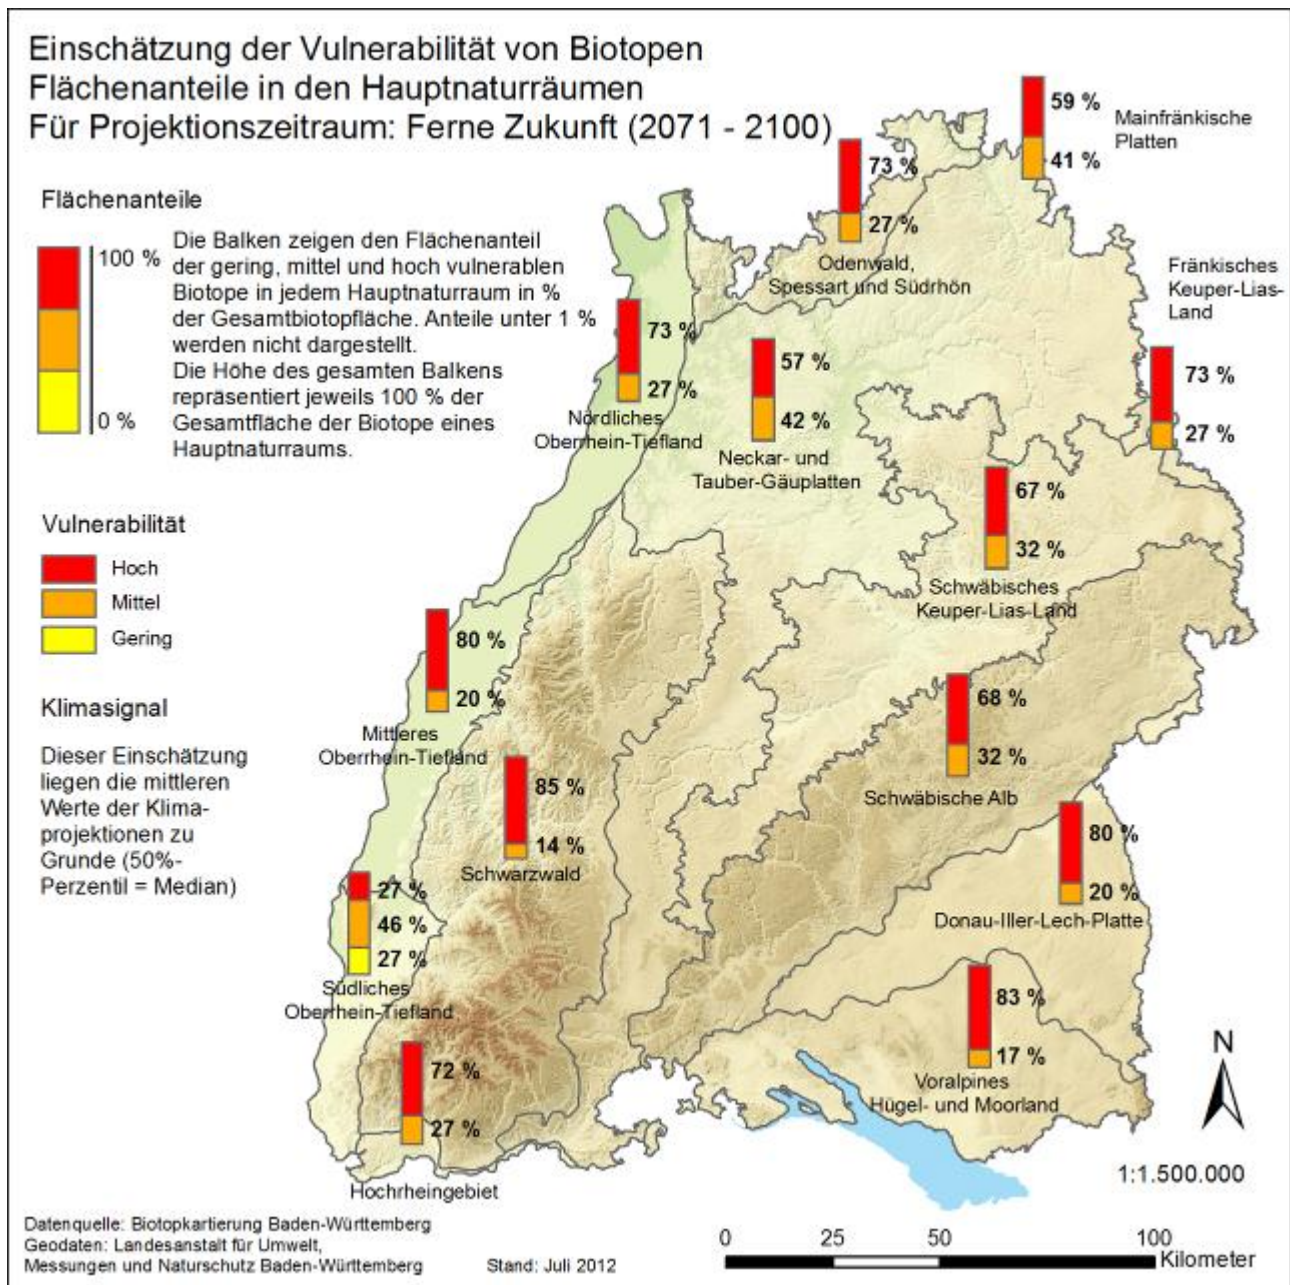 Einschätzung der Vulnerabilität von Biotopen
Flächenanteile in den Hauptnaturräumen
Für Projektionszeitraum: Ferne Zukunft (2071 - 2100)
Flächenanteile
100 %
0 %
Die Balken zeigen den Flächenanteil
der gering, mittel und hoch vulnerablen
Biotope in jedem Hauptnaturraum in %
der Gesamtbiotopfläche. Anteile unter 1 %
werden nicht dargestellt.
Die Höhe des gesamten Balkens
repräsentiert jeweils 100 % der
Gesamtfläche der Biotope eines
Hauptnaturraums.
Vulnerabilität
Hoch
Mittel
Gering
Klimasignal
Dieser Einschätzung
liegen die mittleren
Werte der Klima-
projektionen zu
Grunde (50%-
Perzentil = Median)
59 %
41 %
Mainfränkische
Platten
73 %
27 %
Odenwald,
Spessart und Südrhön
Fränkisches
Keuper-Lias-
Land
73 %
27 %
73 %
27 %
Nördliches
Oberrhein-Tiefland
57 %
42 %
Neckar- und
Tauber-Gäuplatten
67 %
32 %
Schwäbisches
Keuper-Lias-Land
80 %
20 %
Mittleres
Oberrhein-Tiefland
68 %
32 %
Schwäbische Alb
85 %
14 %
Schwarzwald
80 %
20 %
Donau-Iller-Lech-Platte
27 %
46 %
27 %
Südliches
Oberrhein-Tiefland
83 %
17 %
Voralpines
Hügel- und Moorland
72 %
27 %
Hochrheingebiet
N
1:1.500.000
Datenquelle: Biotopkartierung Baden-Württemberg
Geodaten: Landesanstalt für Umwelt,
Messungen und Naturschutz Baden-Württemberg
Stand: Juli 2012
0 25 50 100
Kilometer